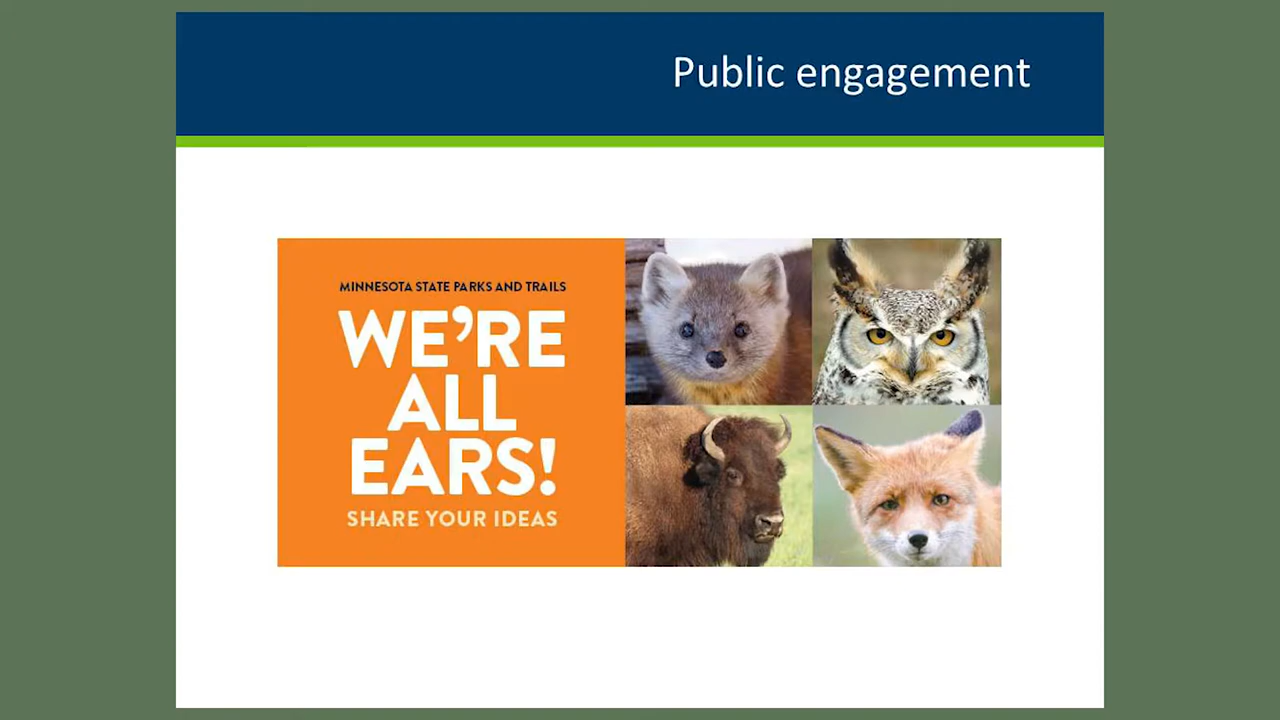 Public engagement
MINNESOTA STATE PARKS AND TRAILS
WE’RE
ALL
EARS!
SHARE YOUR IDEAS